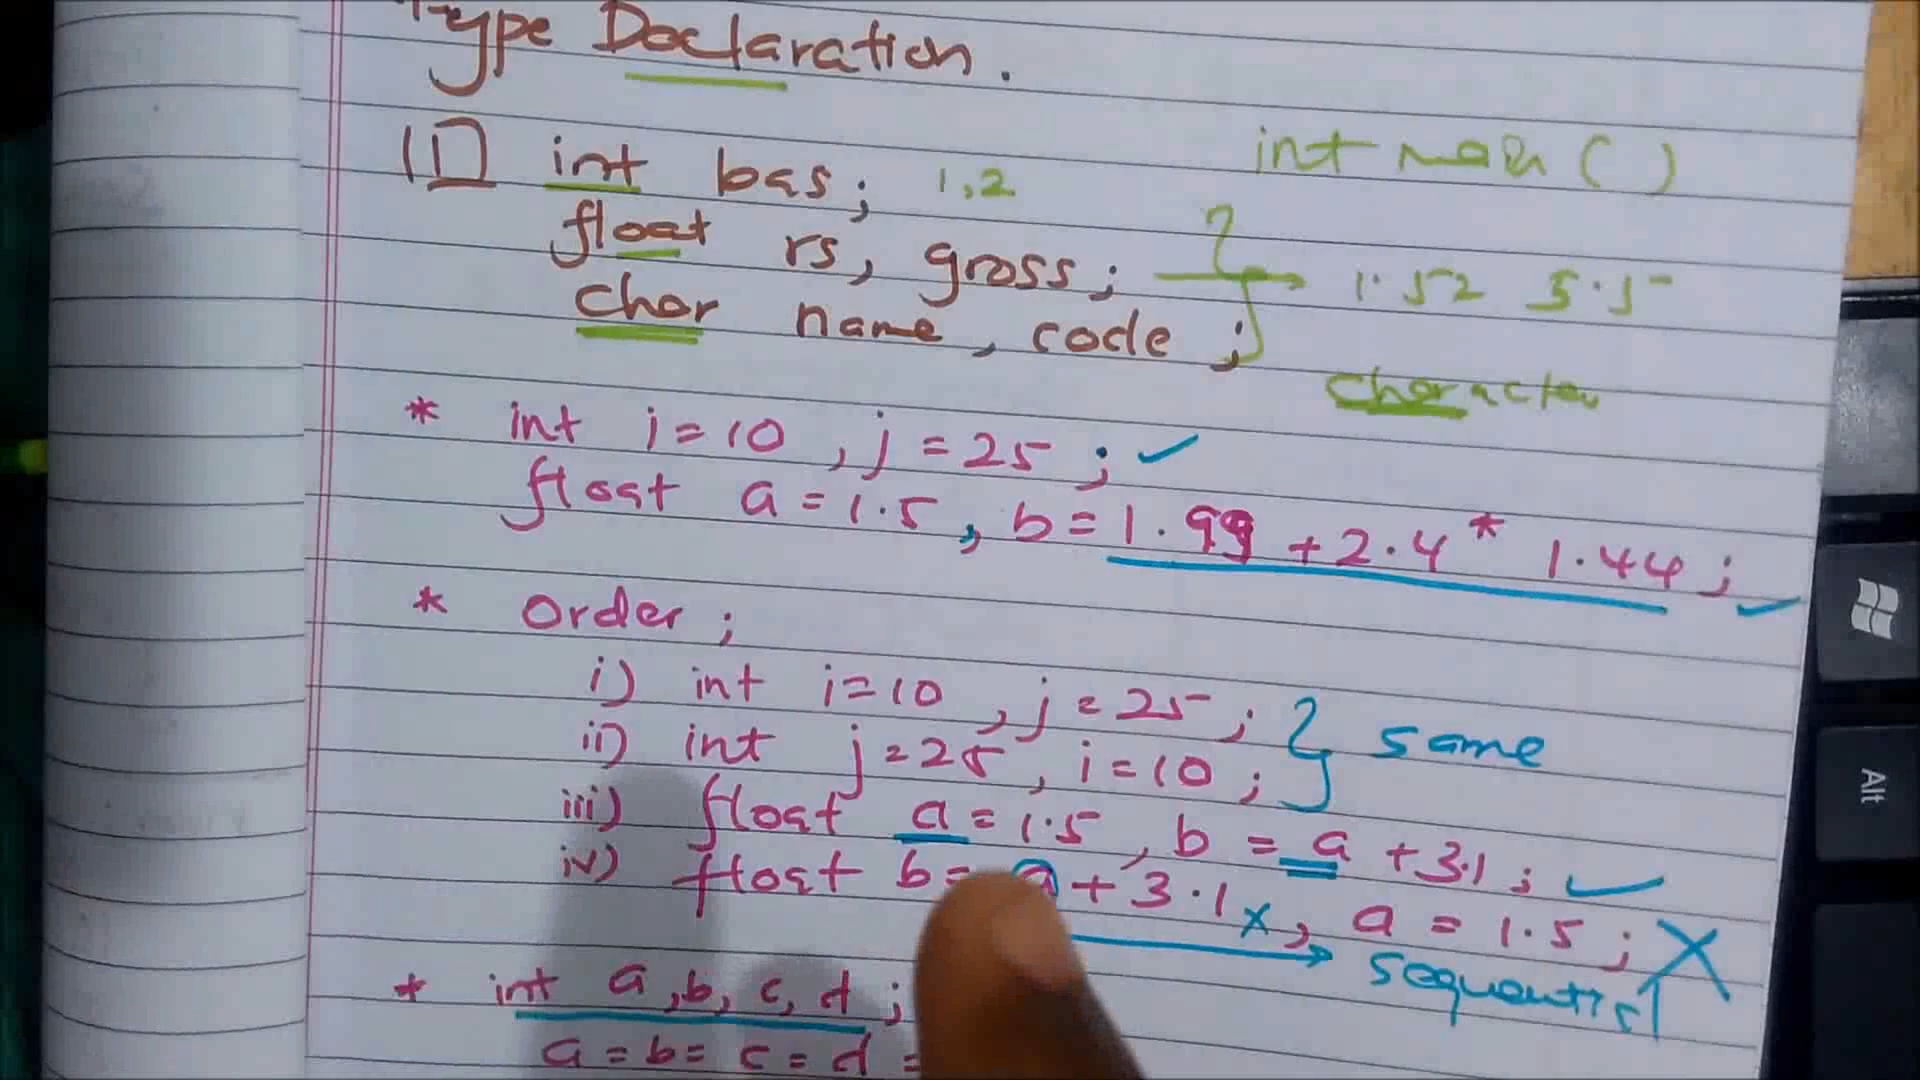 Type Declaration.
1) int bas; 1,2
int main ( )
float rs, gross; 1.52 5.5
char name, code ;
character
* int i = 10 , j = 25 ;
float a = 1.5 , b = 1.99 + 2.4 * 1.44 ;
* Order ;
i) int i = 10 , j = 25 ;
ii) int j = 25 , i = 10 ; } same
iii) float a = 1.5 , b = a + 3.1 ;
iv) float b = a + 3.1 x , a = 1.5 ; X
sequential
* int a , b, c, d ;
a = b = c = d =
Alt